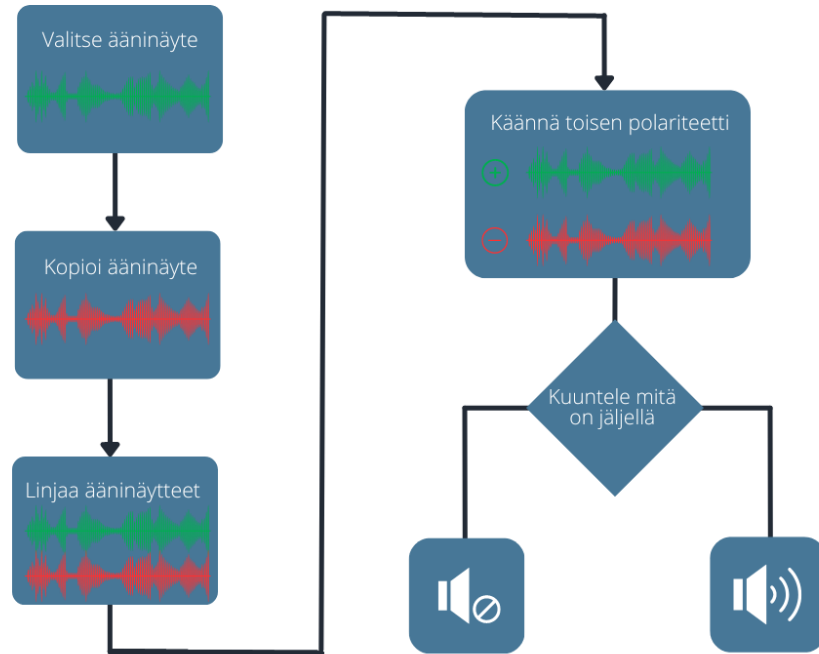 Valitse ääninäyte
Kopioi ääninäyte
Linjaa ääninäytteet
Käännä toisen polariteetti
Kuuntele mitä
on jäljellä